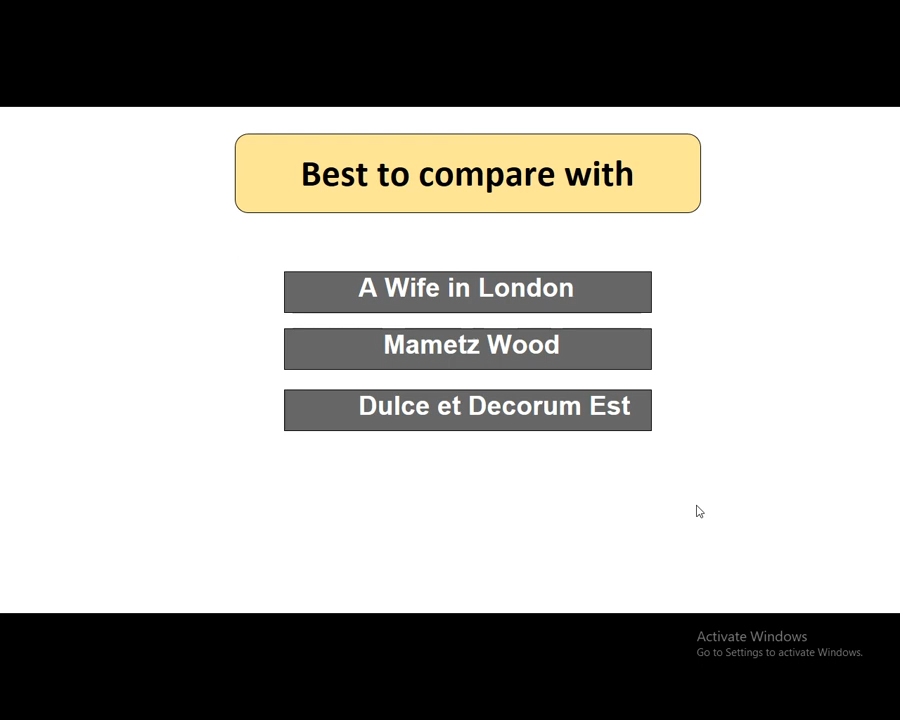 Best to compare with
A Wife in London
Mametz Wood
Dulce et Decorum Est
Activate Windows
Go to Settings to activate Windows.